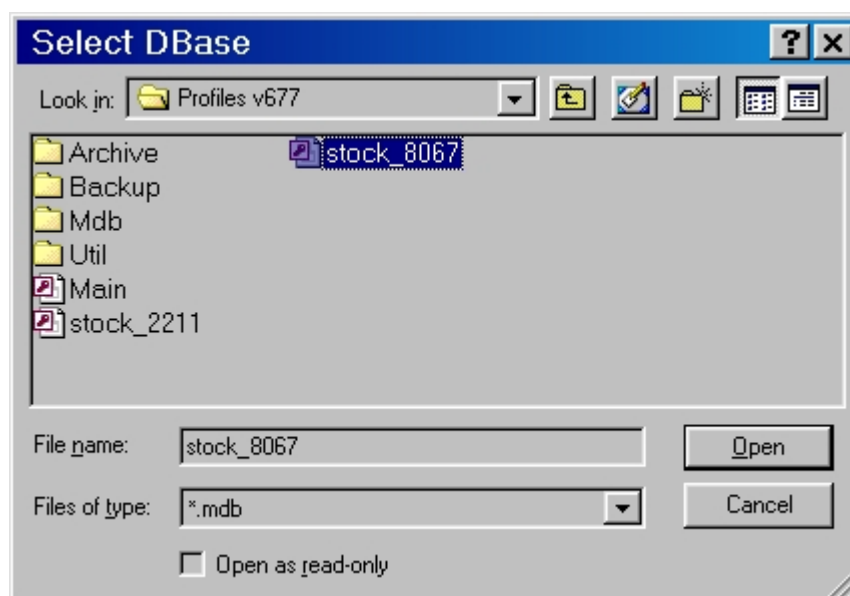 Select DBase
Look in: Profiles v677
Archive
Backup
Mdb
Util
Main
stock_2211
stock_8067
File name: stock_8067 Open
Files of type: *.mdb Cancel
Open as read-only